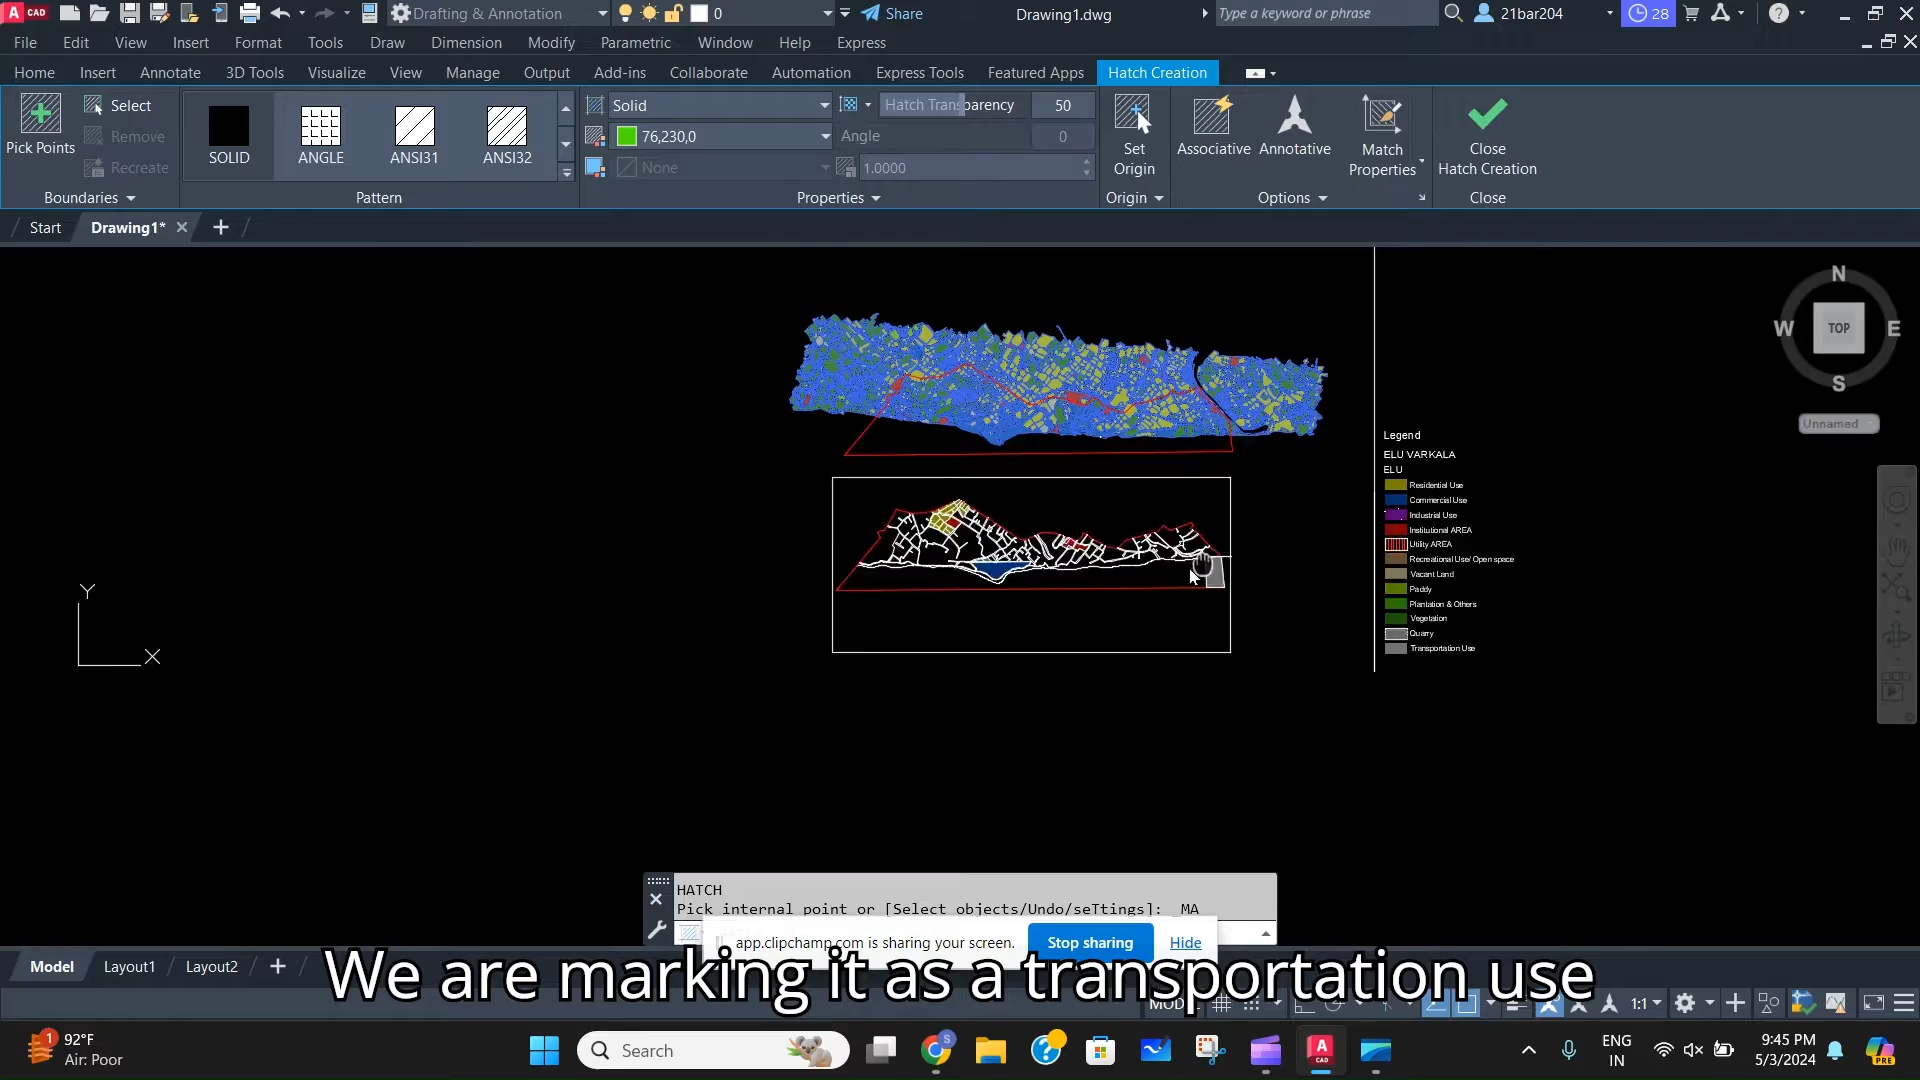 A CAD
Drafting & Annotation
0
Share
Drawing1.dwg
Type a keyword or phrase
21bar204
28
File Edit View Insert Format Tools Draw Dimension Modify Parametric Window Help Express
Home Insert Annotate 3D Tools Visualize View Manage Output Add-ins Collaborate Automation Express Tools Featured Apps Hatch Creation
Pick Points
Select
Remove
Recreate
Boundaries
SOLID
ANGLE
ANSI31
ANSI32
Pattern
Solid
76,230,0
None
Hatch Transparency 50
Angle 0
1.0000
Properties
Set
Origin
Origin
Associative
Annotative
Match
Properties
Options
Close
Hatch Creation
Close
Start
Drawing1*
N
W TOP E
S
Unnamed
Legend
ELU VARKALA
ELU
Residential Use
Commercial Use
Industrial Use
Institutional AREA
Utility AREA
Recreational Use/ Open space
Vacant Land
Paddy
Plantation & Others
Vegetation
Quarry
Transportation Use
Y
X
HATCH
Pick internal point or [Select objects/Undo/seTtings]: _MA
app.clipchamp.com is sharing your screen.
Stop sharing
Hide
Model Layout1 Layout2
We are marking it as a transportation use
1:1
1
92°F
Air: Poor
Search
ENG
IN
9:45 PM
5/3/2024
PRE